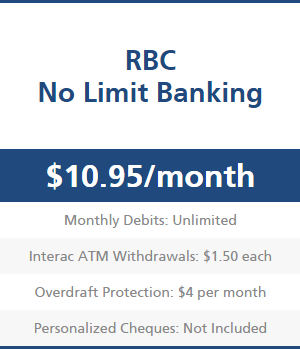 RBC
No Limit Banking
$10.95/month
Monthly Debits: Unlimited
Interac ATM Withdrawals: $1.50 each
Overdraft Protection: $4 per month
Personalized Cheques: Not Included